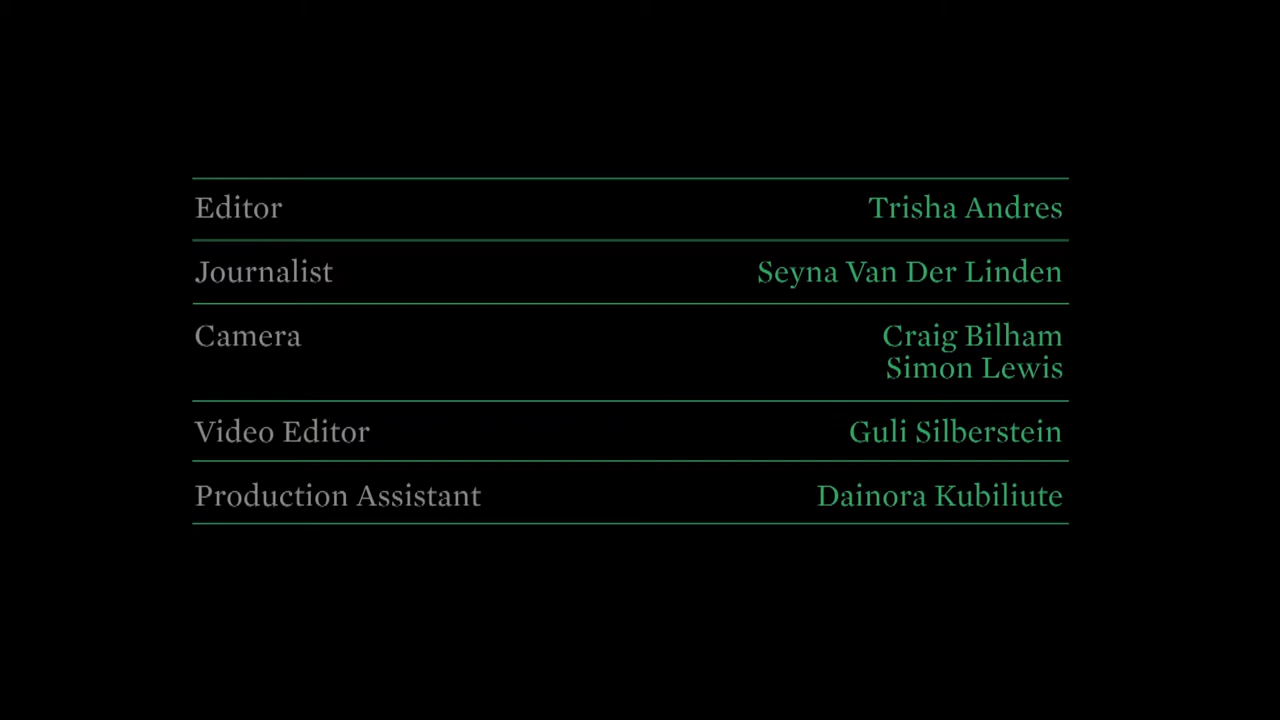 Editor Trisha Andres
Journalist Seyna Van Der Linden
Camera Craig Bilham
Simon Lewis
Video Editor Guli Silberstein
Production Assistant Dainora Kubiliute